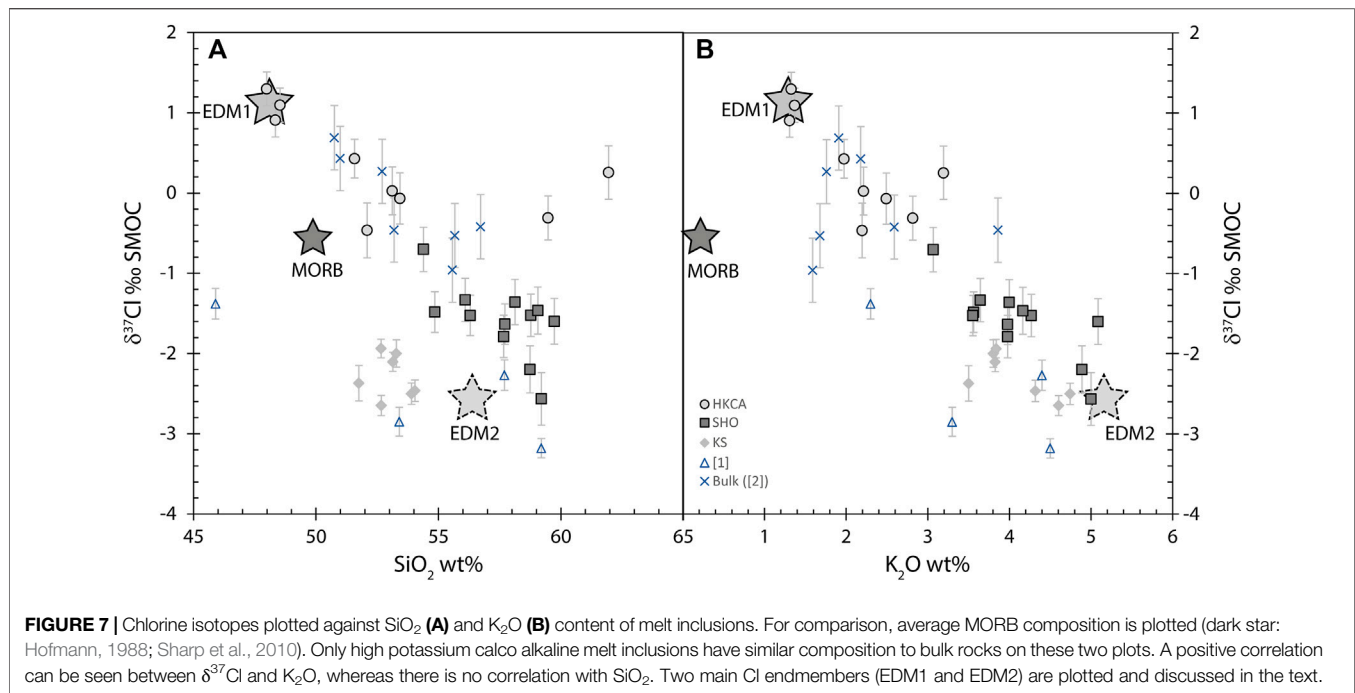 A
B
2
1
0
-1
-2
-3
-4
δ³⁷Cl ‰ SMOC
EDM1
MORB
EDM2
45
50
55
60
65
SiO₂ wt%
EDM1
MORB
EDM2
HKCA
SHO
KS
[1]
Bulk ([2])
1
2
3
4
5
6
K₂O wt%
2
1
0
-1
-2
-3
-4
δ³⁷Cl ‰ SMOC
FIGURE 7 | Chlorine isotopes plotted against SiO₂ (A) and K₂O (B) content of melt inclusions. For comparison, average MORB composition is plotted (dark star:
Hofmann, 1988; Sharp et al., 2010). Only high potassium calco alkaline melt inclusions have similar composition to bulk rocks on these two plots. A positive correlation
can be seen between δ³⁷Cl and K₂O, whereas there is no correlation with SiO₂. Two main Cl endmembers (EDM1 and EDM2) are plotted and discussed in the text.